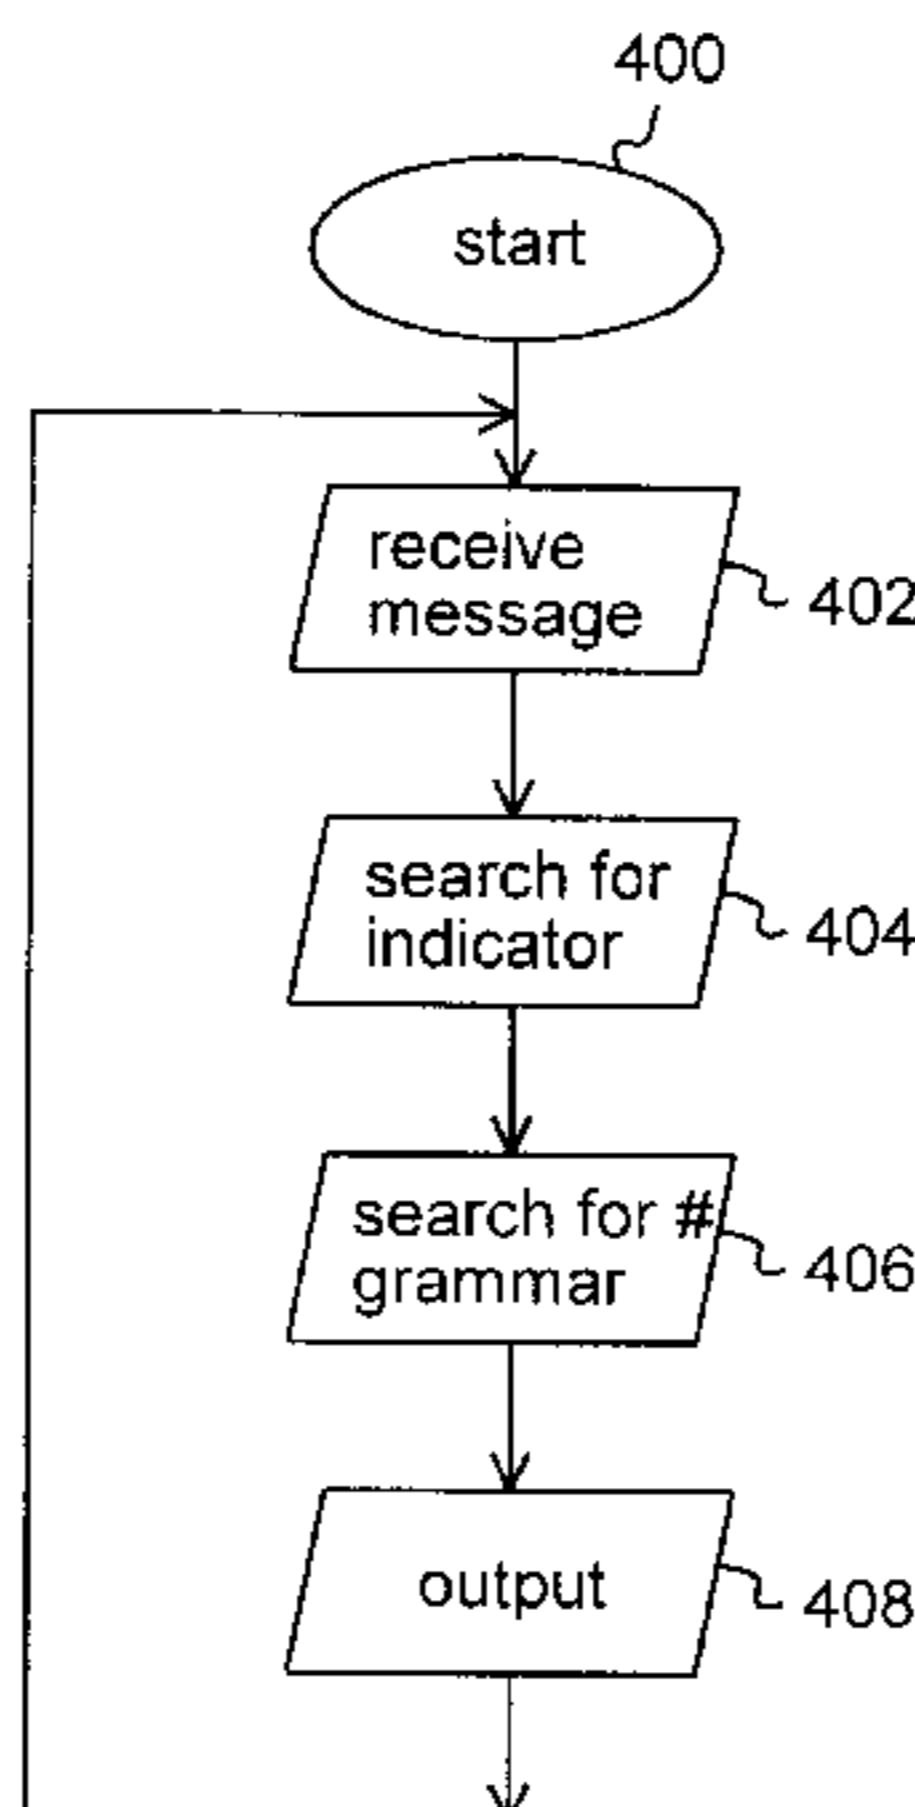 400
start
receive
message
402
search for
indicator
404
search for #
grammar
406
output
408